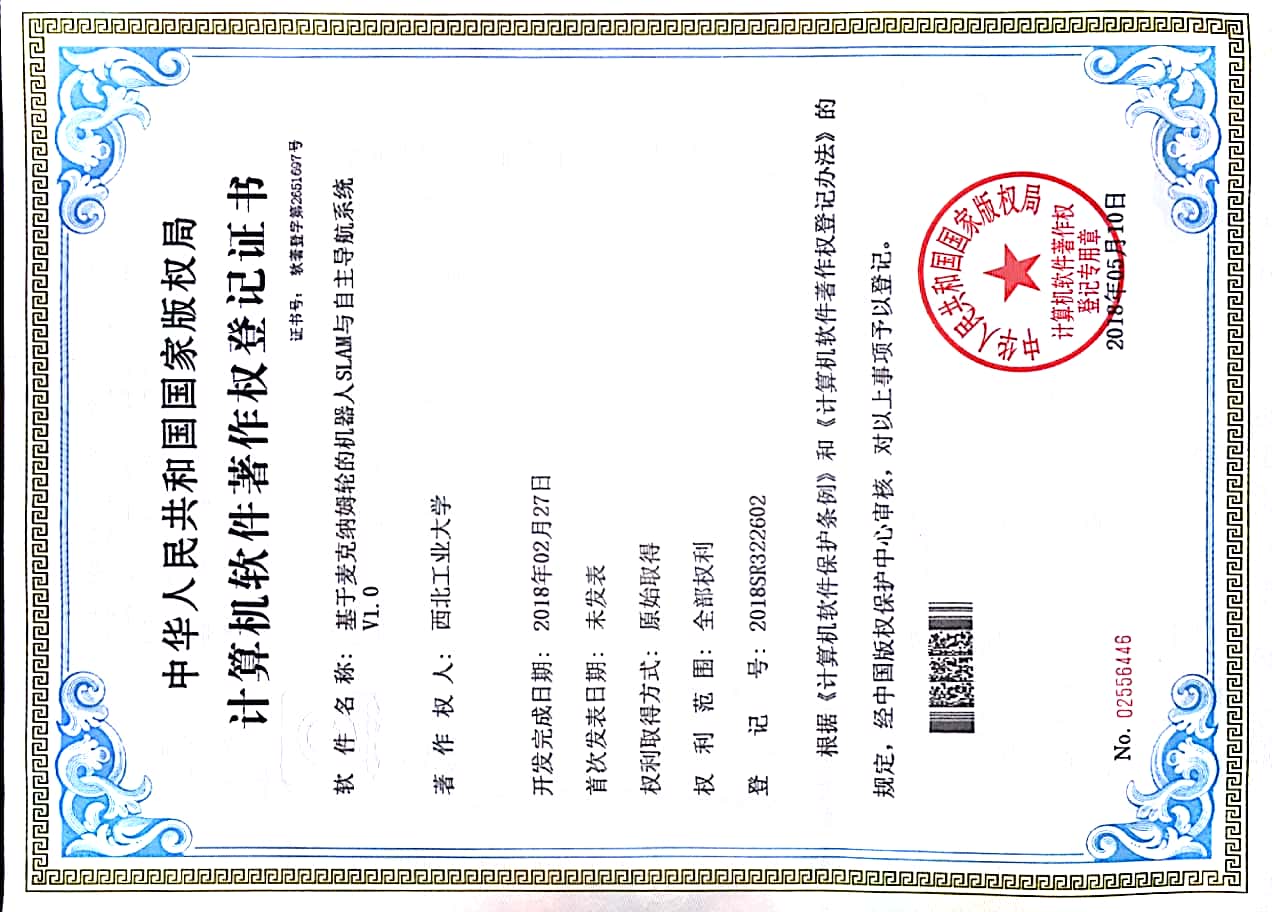 中华人民共和国国家版权局
计算机软件著作权登记证书
证书号： 软著登字第2651697号
软件名称： 基于麦克纳姆轮的机器人SLAM与自主导航系统
V1.0
著作权人： 西北工业大学
开发完成日期： 2018年02月27日
首次发表日期： 未发表
权利取得方式： 原始取得
权利范围： 全部权利
登记号： 2018SR322602
根据《计算机软件保护条例》和《计算机软件著作权登记办法》的
规定，经中国版权保护中心审核，对以上事项予以登记。
中华人民共和国国家版权局
计算机软件著作权
登记专用章
2018年05月10日
No. 02556446